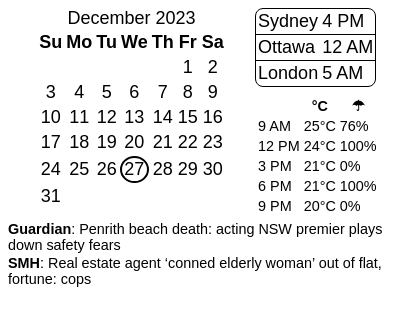 December 2023
Su Mo Tu We Th Fr Sa
1 2
3 4 5 6 7 8 9
10 11 12 13 14 15 16
17 18 19 20 21 22 23
24 25 26 27 28 29 30
31
Sydney 4 PM
Ottawa 12 AM
London 5 AM
°C ☂
9 AM 25°C 76%
12 PM 24°C 100%
3 PM 21°C 0%
6 PM 21°C 100%
9 PM 20°C 0%
Guardian: Penrith beach death: acting NSW premier plays
down safety fears
SMH: Real estate agent ‘conned elderly woman’ out of flat,
fortune: cops